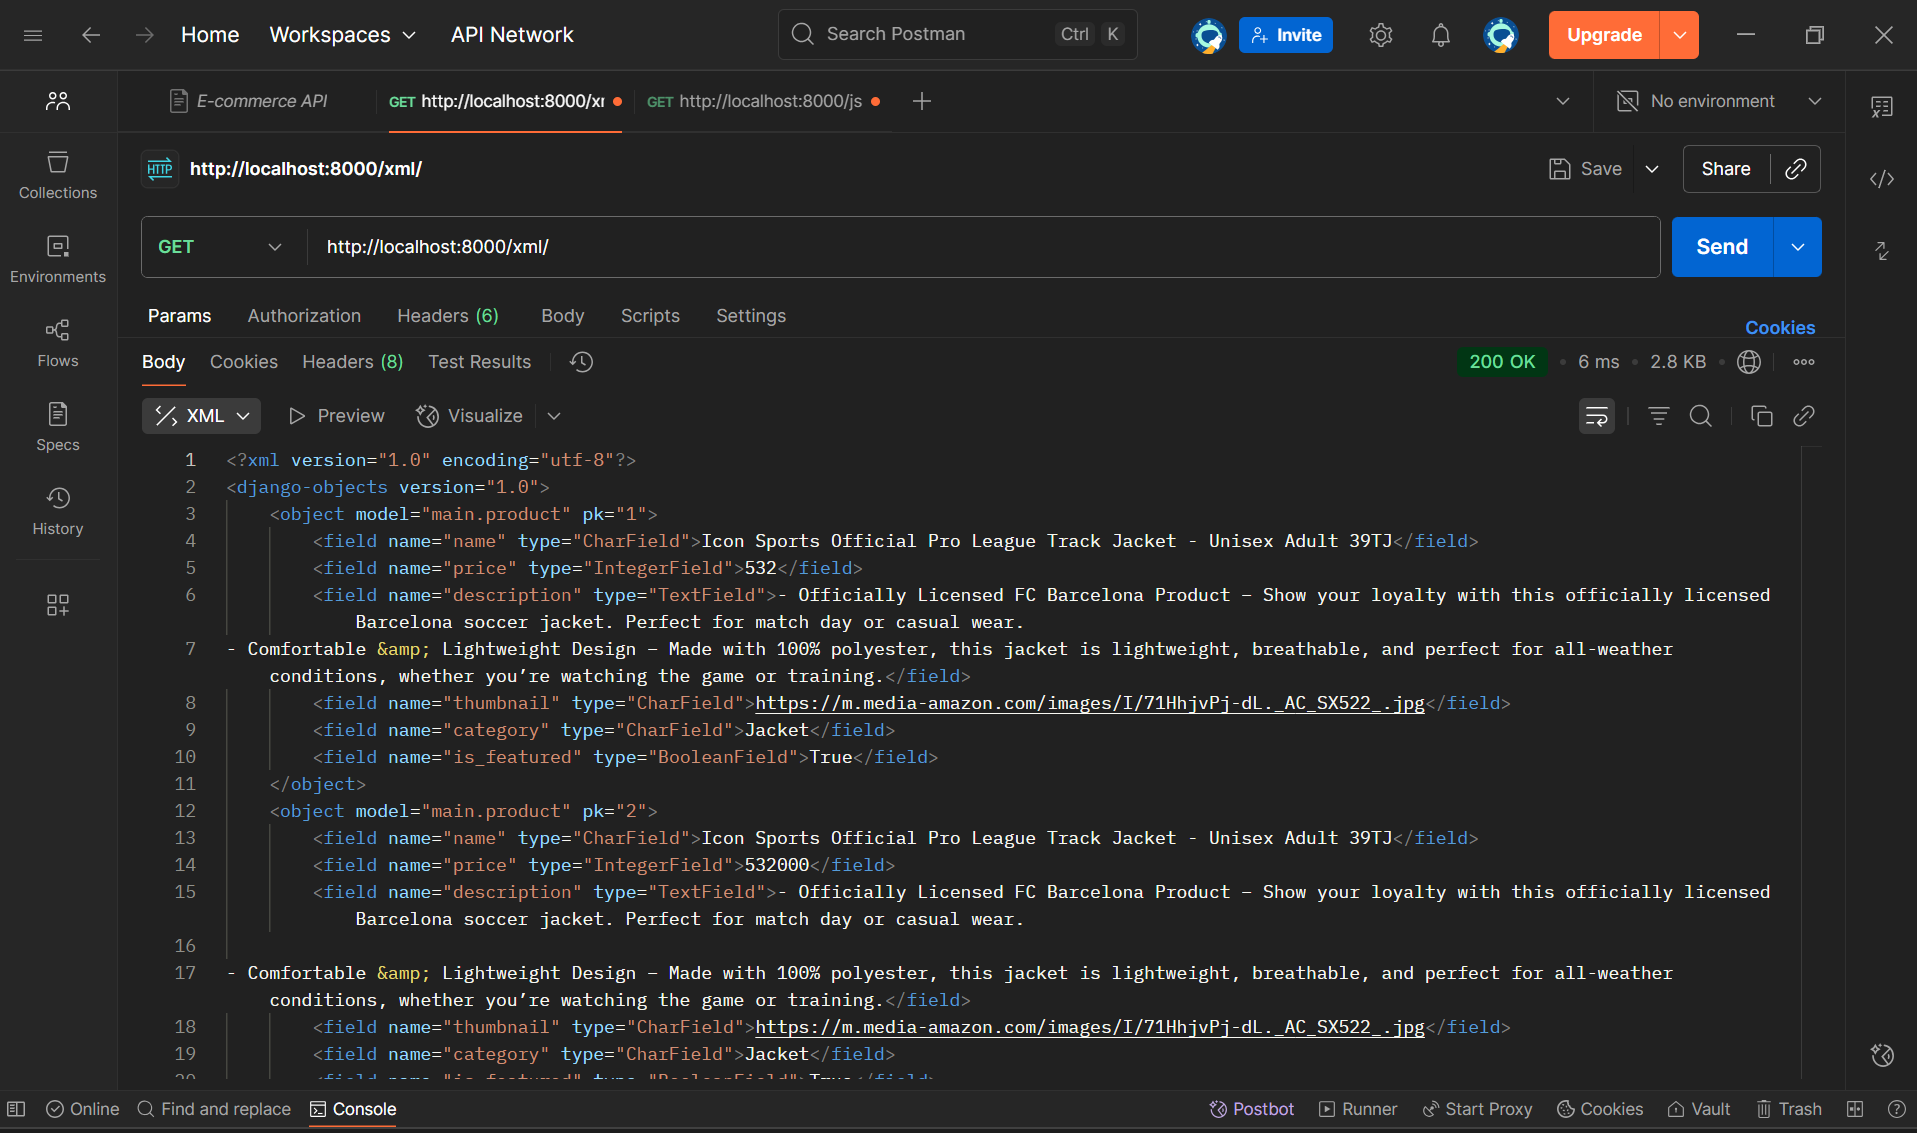 Home Workspaces API Network Search Postman Ctrl K Invite Upgrade
E-commerce API GET http://localhost:8000/xr GET http://localhost:8000/js No environment
HTTP http://localhost:8000/xml/ Save Share
GET http://localhost:8000/xml/ Send
Params Authorization Headers (6) Body Scripts Settings Cookies
Body Cookies Headers (8) Test Results 200 OK 6 ms 2.8 KB
XML Preview Visualize
Collections
Environments
Flows
Specs
History
1 <?xml version="1.0" encoding="utf-8"?>
2 <django-objects version="1.0">
3 <object model="main.product" pk="1">
4 <field name="name" type="CharField">Icon Sports Official Pro League Track Jacket - Unisex Adult 39TJ</field>
5 <field name="price" type="IntegerField">532</field>
6 <field name="description" type="TextField">- Officially Licensed FC Barcelona Product – Show your loyalty with this officially licensed
Barcelona soccer jacket. Perfect for match day or casual wear.
7 - Comfortable &amp; Lightweight Design – Made with 100% polyester, this jacket is lightweight, breathable, and perfect for all-weather
conditions, whether you’re watching the game or training.</field>
8 <field name="thumbnail" type="CharField">https://m.media-amazon.com/images/I/71HhjvPj-dL._AC_SX522_.jpg</field>
9 <field name="category" type="CharField">Jacket</field>
10 <field name="is_featured" type="BooleanField">True</field>
11 </object>
12 <object model="main.product" pk="2">
13 <field name="name" type="CharField">Icon Sports Official Pro League Track Jacket - Unisex Adult 39TJ</field>
14 <field name="price" type="IntegerField">532000</field>
15 <field name="description" type="TextField">- Officially Licensed FC Barcelona Product – Show your loyalty with this officially licensed
Barcelona soccer jacket. Perfect for match day or casual wear.
16
17 - Comfortable &amp; Lightweight Design – Made with 100% polyester, this jacket is lightweight, breathable, and perfect for all-weather
conditions, whether you’re watching the game or training.</field>
18 <field name="thumbnail" type="CharField">https://m.media-amazon.com/images/I/71HhjvPj-dL._AC_SX522_.jpg</field>
19 <field name="category" type="CharField">Jacket</field>
20 <field name="is_featured" type="BooleanField">True</field>
Online Find and replace Console Postbot Runner Start Proxy Cookies Vault Trash